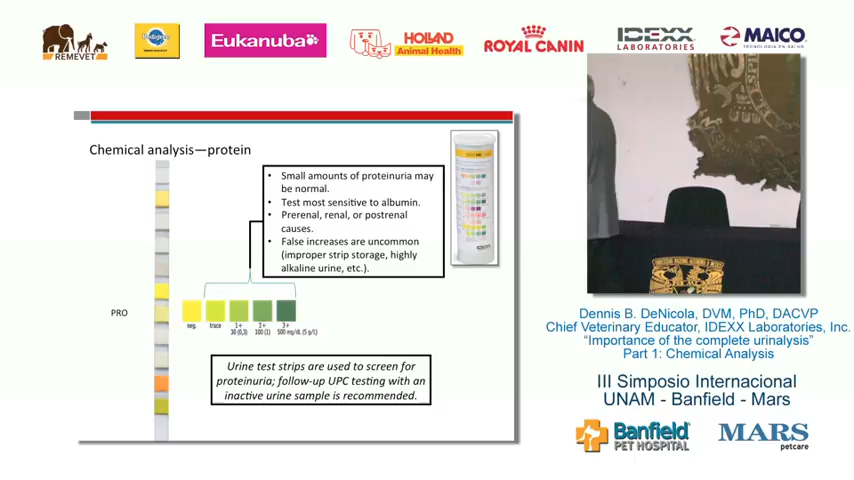 REMEVET
Pedigree
Eukanuba
HOLLAND
Animal Health
ROYAL CANIN
IDEXX
LABORATORIES
MAICO
TECNOLOGÍA EN SALUD
Chemical analysis—protein
• Small amounts of proteinuria may
be normal.
• Test most sensitive to albumin.
• Prerenal, renal, or postrenal
causes.
• False increases are uncommon
(improper strip storage, highly
alkaline urine, etc.).
PRO
neg. trace 1+ 2+ 3+
30 (0,3) 100 (1) 500 mg/dL (5 g/L)
Urine test strips are used to screen for
proteinuria; follow-up UPC testing with an
inactive urine sample is recommended.
Dennis B. DeNicola, DVM, PhD, DACVP
Chief Veterinary Educator, IDEXX Laboratories, Inc.
“Importance of the complete urinalysis”
Part 1: Chemical Analysis
III Simposio Internacional
UNAM - Banfield - Mars
Banfield
PET HOSPITAL
MARS
petcare